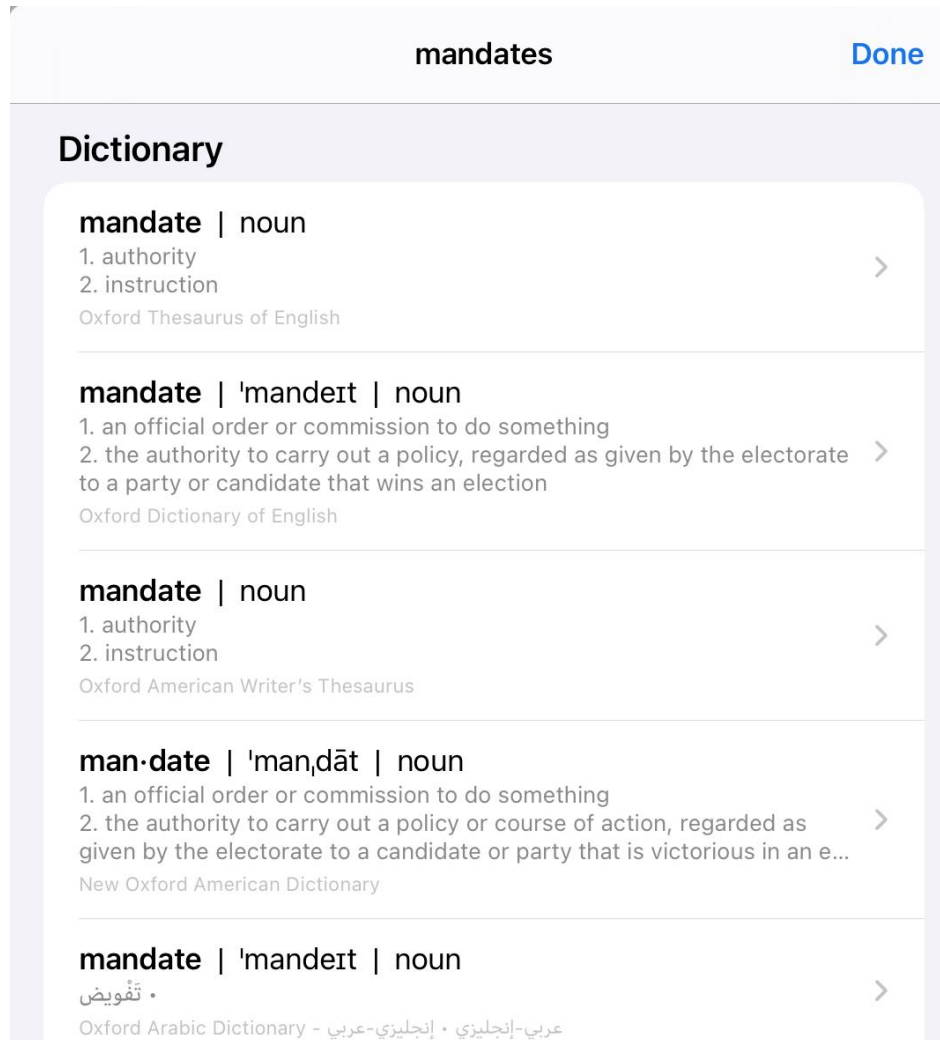 mandates
Done
Dictionary
mandate | noun
1. authority
2. instruction
Oxford Thesaurus of English
mandate | ˈmandeɪt | noun
1. an official order or commission to do something
2. the authority to carry out a policy, regarded as given by the electorate
to a party or candidate that wins an election
Oxford Dictionary of English
mandate | noun
1. authority
2. instruction
Oxford American Writer's Thesaurus
man·date | ˈmanˌdāt | noun
1. an official order or commission to do something
2. the authority to carry out a policy or course of action, regarded as
given by the electorate to a candidate or party that is victorious in an e...
New Oxford American Dictionary
mandate | ˈmandeɪt | noun
• تَفْويض
Oxford Arabic Dictionary - عربي-إنجليزي • إنجليزي-عربي